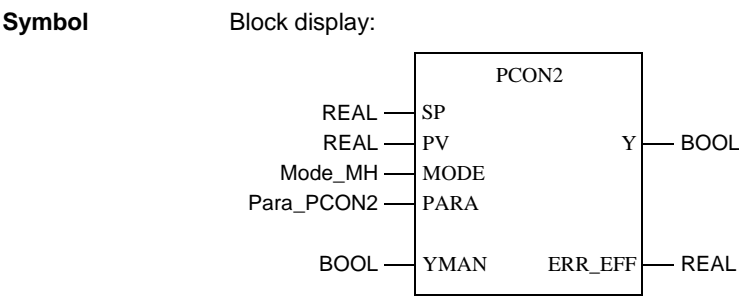 Symbol Block display:
PCON2
REAL SP
REAL PV Y BOOL
Mode_MH MODE
Para_PCON2 PARA
BOOL YMAN ERR_EFF REAL